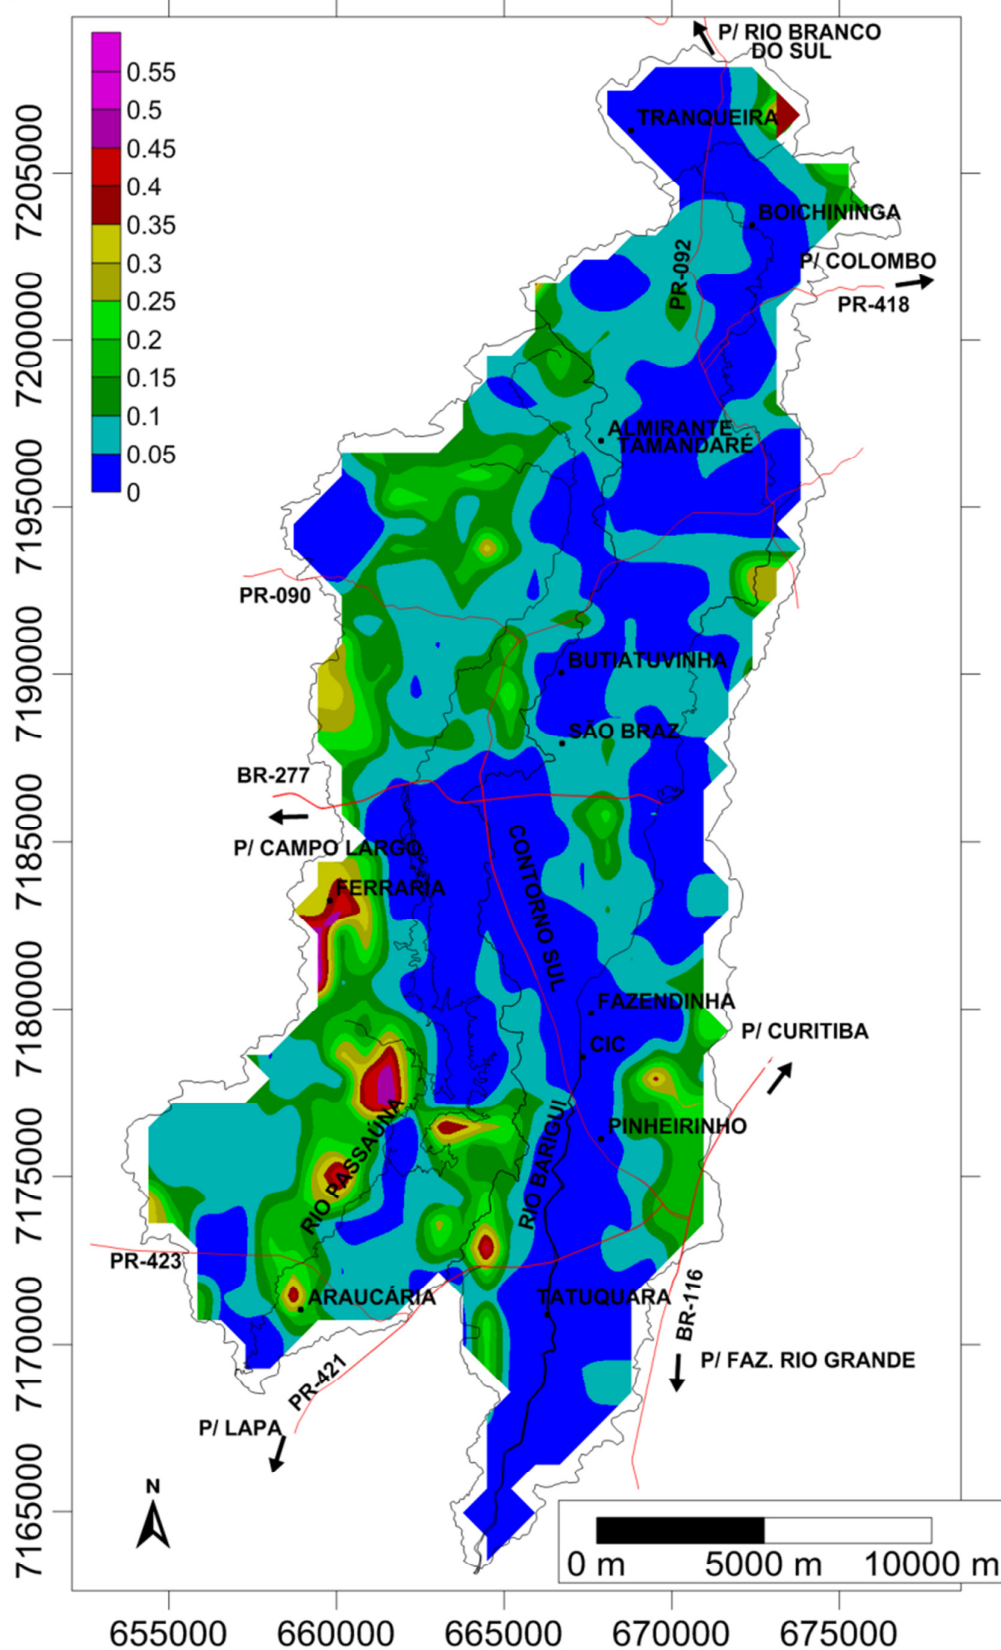 P/ RIO BRANCO
DO SUL
0.55
0.5
0.45
0.4
0.35
0.3
0.25
0.2
0.15
0.1
0.05
0
TRANQUEIRA
BOICHININGA
P/ COLOMBO
PR-092
PR-418
ALMIRANTE
TAMANDARÉ
PR-090
BUTIATUVINHA
SÃO BRAZ
BR-277
P/ CAMPO LARGO
FERRARIA
CONTORNO SUL
FAZENDINHA
P/ CURITIBA
CIC
PINHEIRINHO
RIO PASSAÚNA
RIO BARIGUI
PR-423
ARAUCÁRIA
TATUQUARA
BR-116
P/ FAZ. RIO GRANDE
PR-421
P/ LAPA
N
0 m 5000 m 10000 m
7205000
7200000
7195000
7190000
7185000
7180000
7175000
7170000
7165000
655000 660000 665000 670000 675000